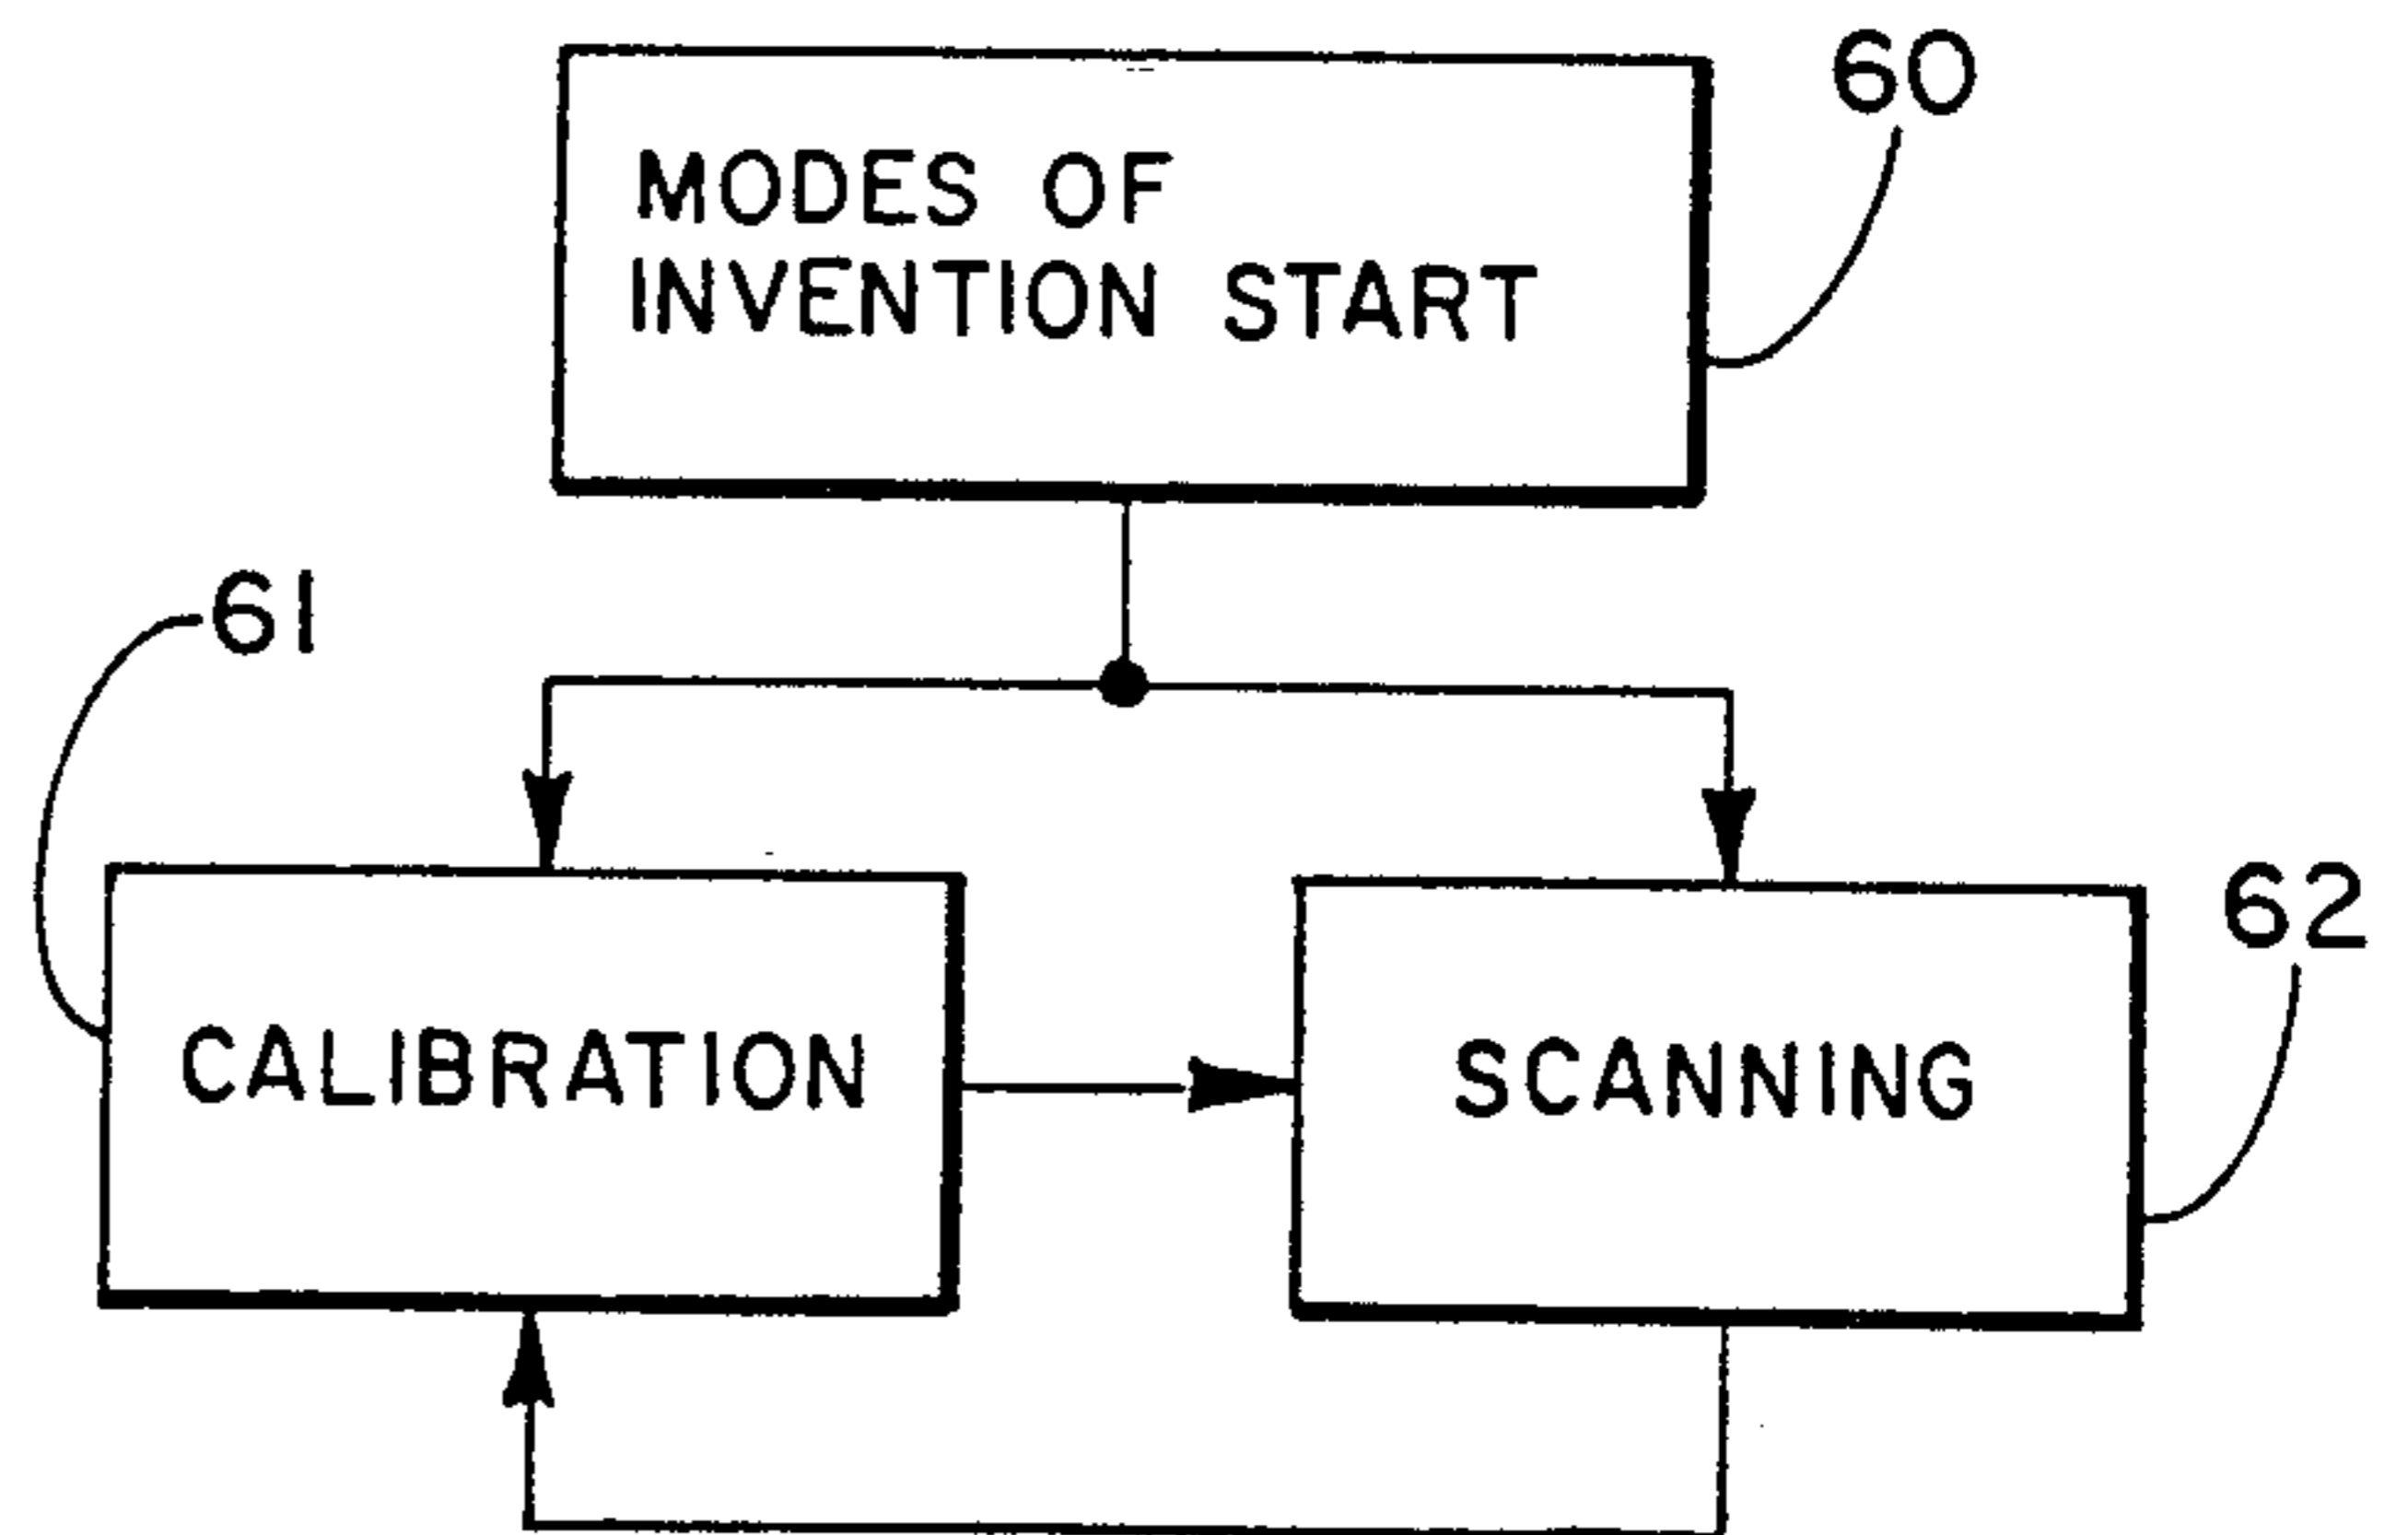 60
MODES OF
INVENTION START
61
62
CALIBRATION
SCANNING